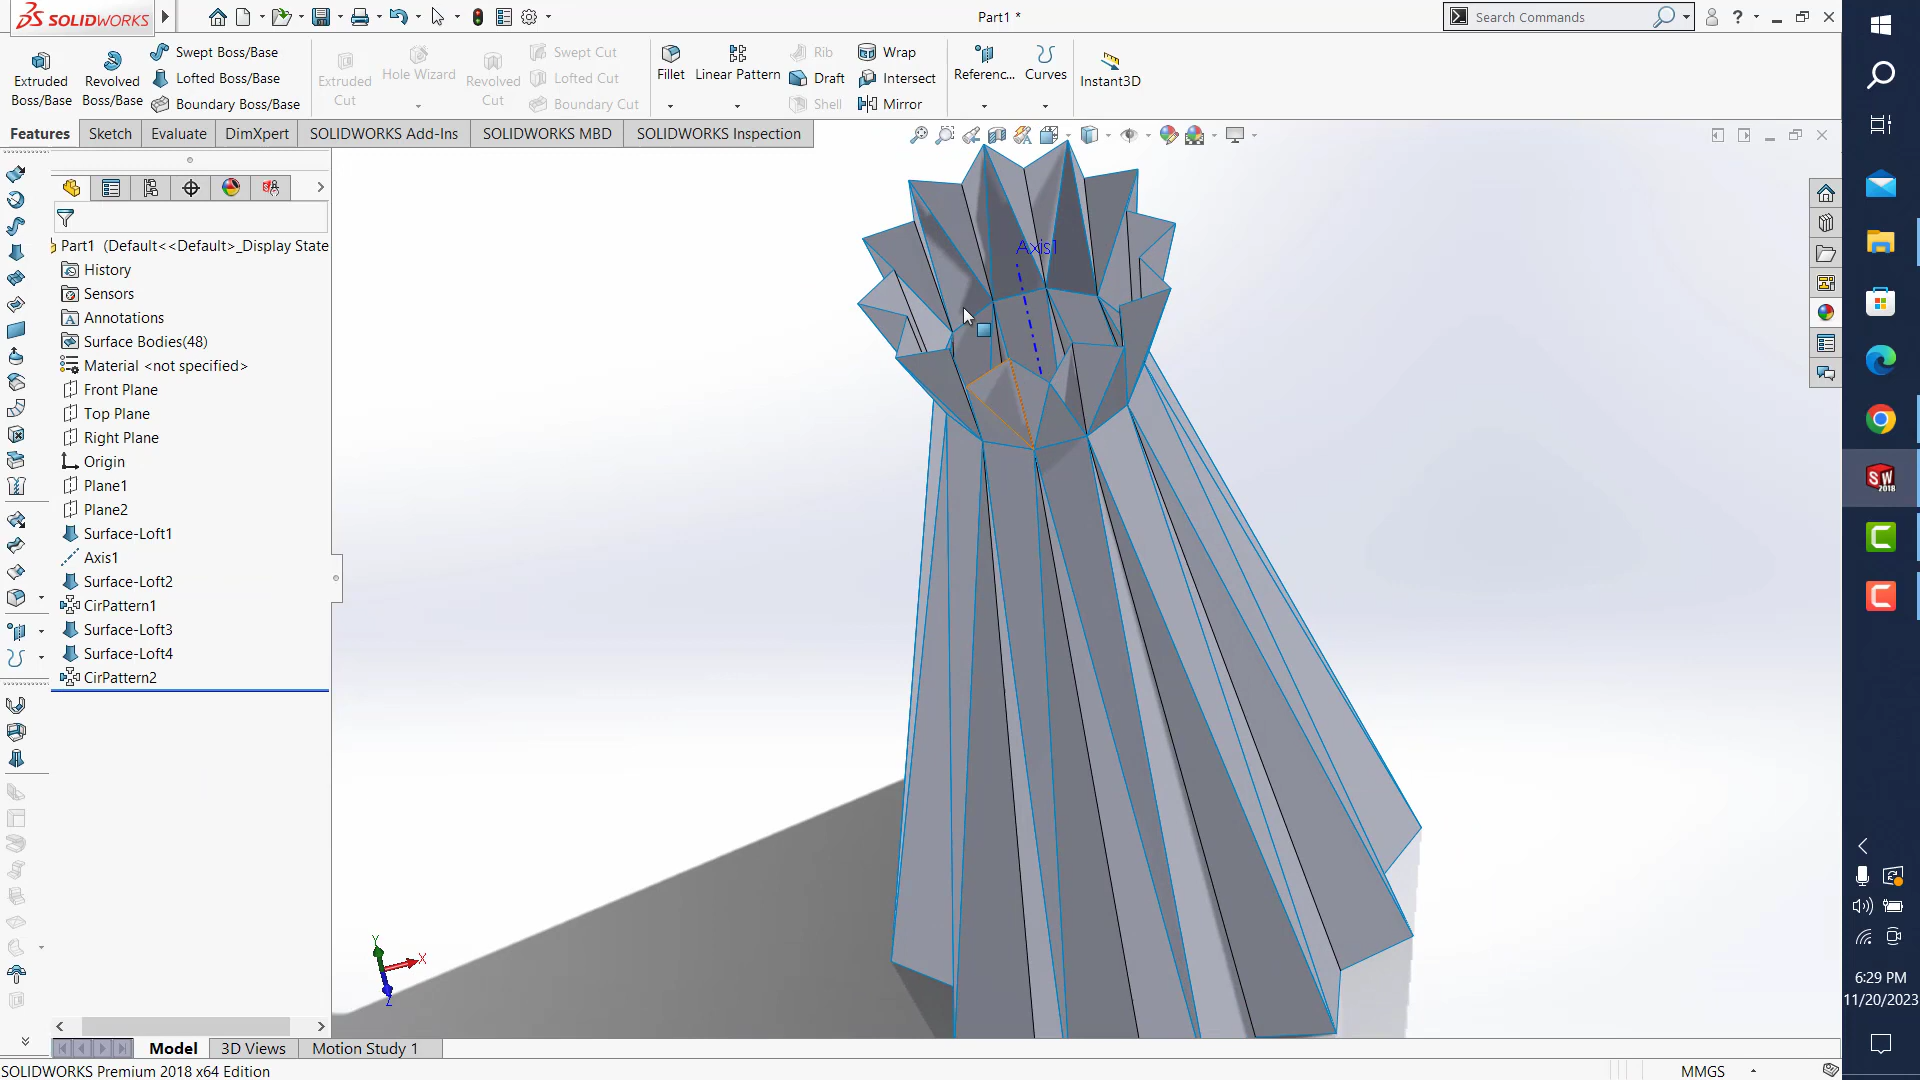 SOLIDWORKS
Part1 *
Search Commands
Extruded Boss/Base
Revolved Boss/Base
Swept Boss/Base
Lofted Boss/Base
Boundary Boss/Base
Extruded Cut
Hole Wizard
Revolved Cut
Swept Cut
Lofted Cut
Boundary Cut
Fillet
Linear Pattern
Rib
Draft
Shell
Wrap
Intersect
Mirror
Referenc...
Curves
Instant3D
Features
Sketch
Evaluate
DimXpert
SOLIDWORKS Add-Ins
SOLIDWORKS MBD
SOLIDWORKS Inspection
Part1 (Default<<Default>_Display State
History
Sensors
Annotations
Surface Bodies(48)
Material <not specified>
Front Plane
Top Plane
Right Plane
Origin
Plane1
Plane2
Surface-Loft1
Axis1
Surface-Loft2
CirPattern1
Surface-Loft3
Surface-Loft4
CirPattern2
Axis1
Y
X
Z
SW
2018
6:29 PM
11/20/2023
Model
3D Views
Motion Study 1
SOLIDWORKS Premium 2018 x64 Edition
MMGS